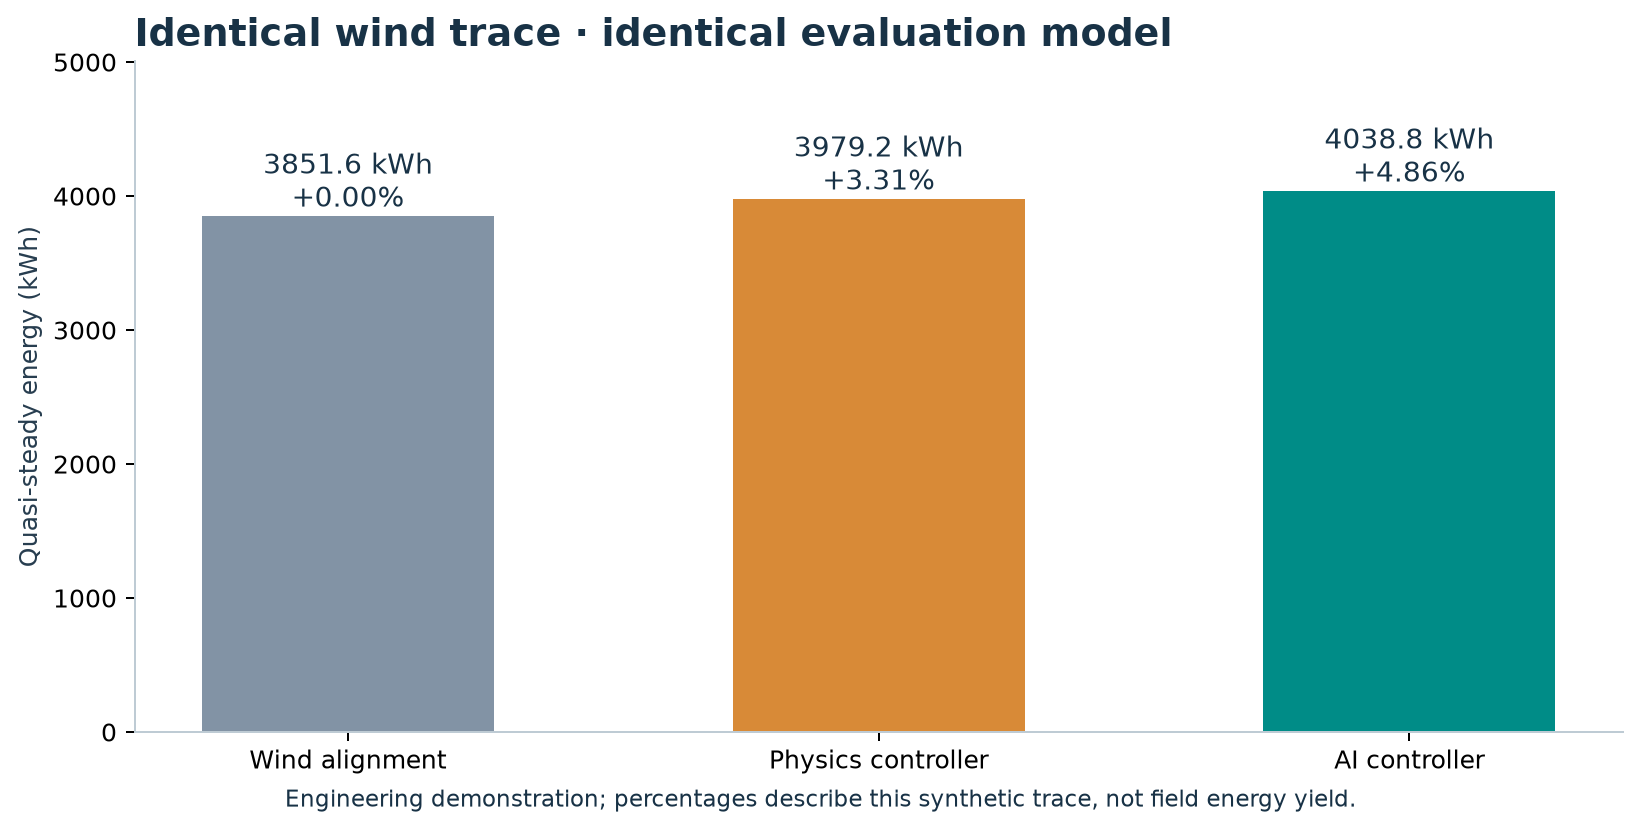 Identical wind trace · identical evaluation model
Quasi-steady energy (kWh)
5000
4000
3000
2000
1000
0
3851.6 kWh
+0.00%
3979.2 kWh
+3.31%
4038.8 kWh
+4.86%
Wind alignment
Physics controller
AI controller
Engineering demonstration; percentages describe this synthetic trace, not field energy yield.